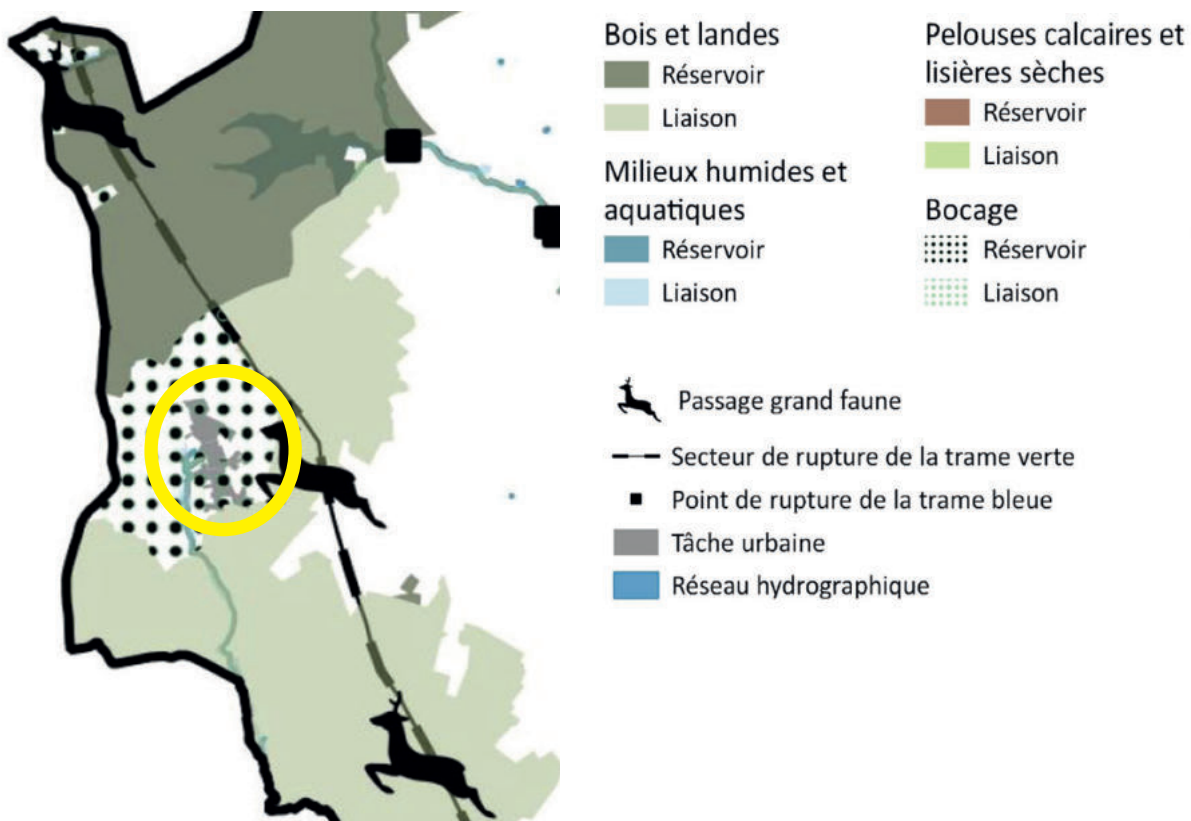 Bois et landes
Réservoir
Liaison
Milieux humides et
aquatiques
Réservoir
Liaison
Pelouses calcaires et
lisières sèches
Réservoir
Liaison
Bocage
Réservoir
Liaison
Passage grand faune
Secteur de rupture de la trame verte
Point de rupture de la trame bleue
Tâche urbaine
Réseau hydrographique